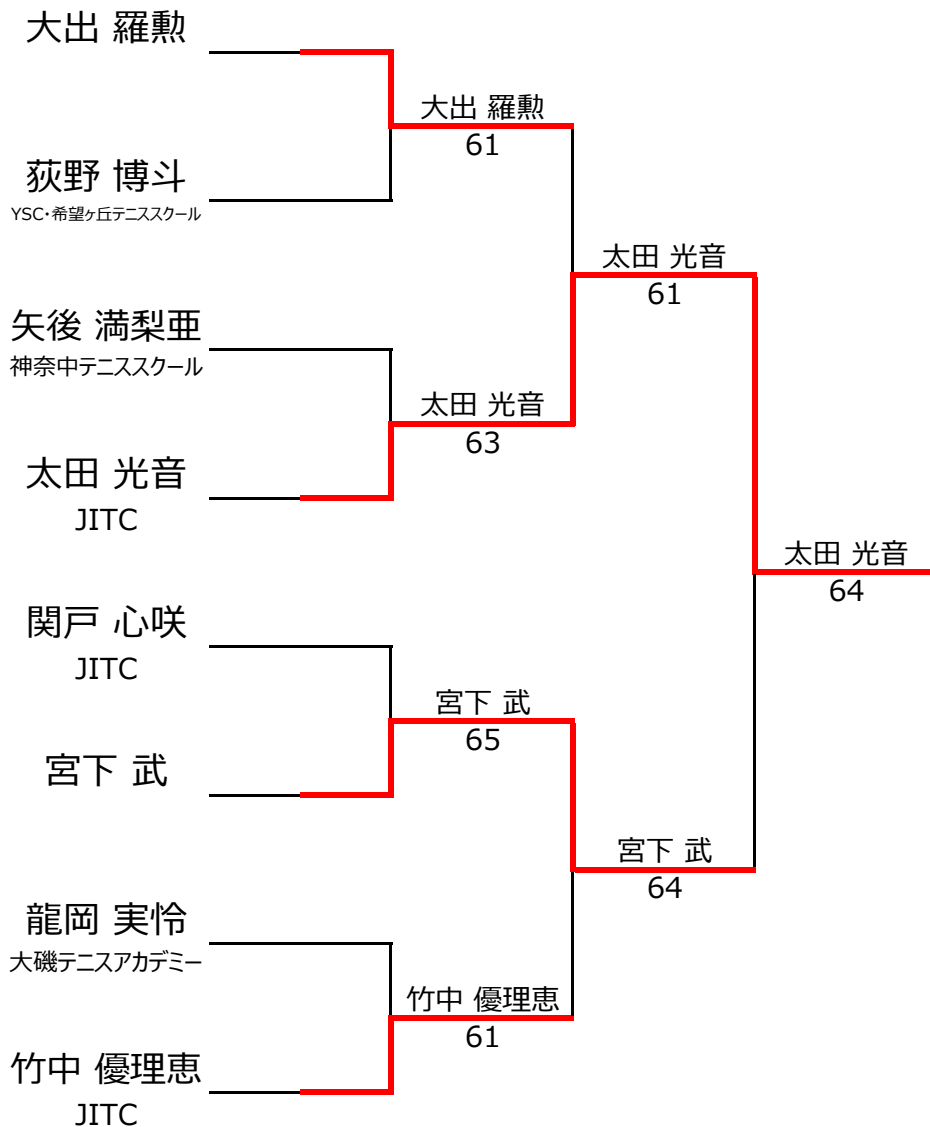 大出 羅勲
荻野 博斗
YSC・希望ヶ丘テニススクール
矢後 満梨亜
神奈中テニススクール
太田 光音
JITC
関戸 心咲
JITC
宮下 武
龍岡 実怜
大磯テニスアカデミー
竹中 優理恵
JITC
大出 羅勲
61
太田 光音
63
宮下 武
65
竹中 優理恵
61
太田 光音
61
宮下 武
64
太田 光音
64